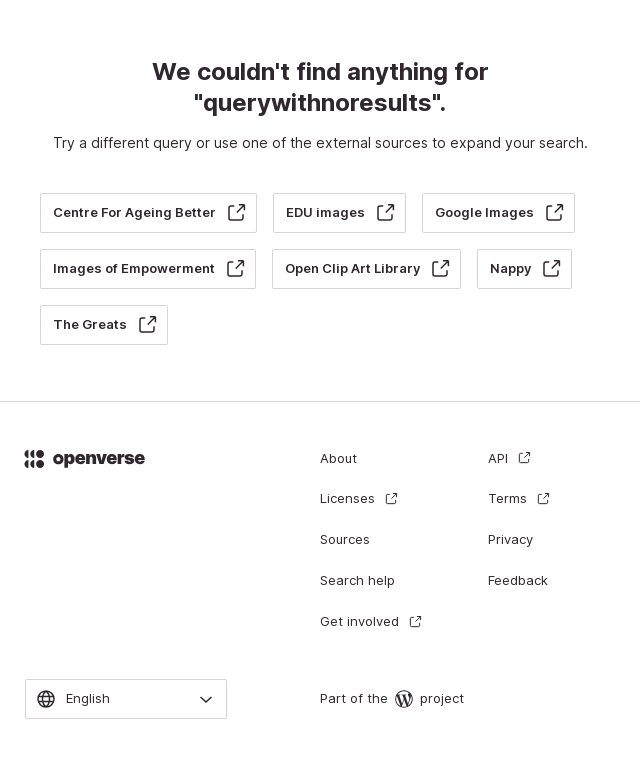 We couldn't find anything for
"querywithnoresults".
Try a different query or use one of the external sources to expand your search.
Centre For Ageing Better
EDU images
Google Images
Images of Empowerment
Open Clip Art Library
Nappy
The Greats
openverse
About
API
Licenses
Terms
Sources
Privacy
Search help
Feedback
Get involved
English
Part of the project